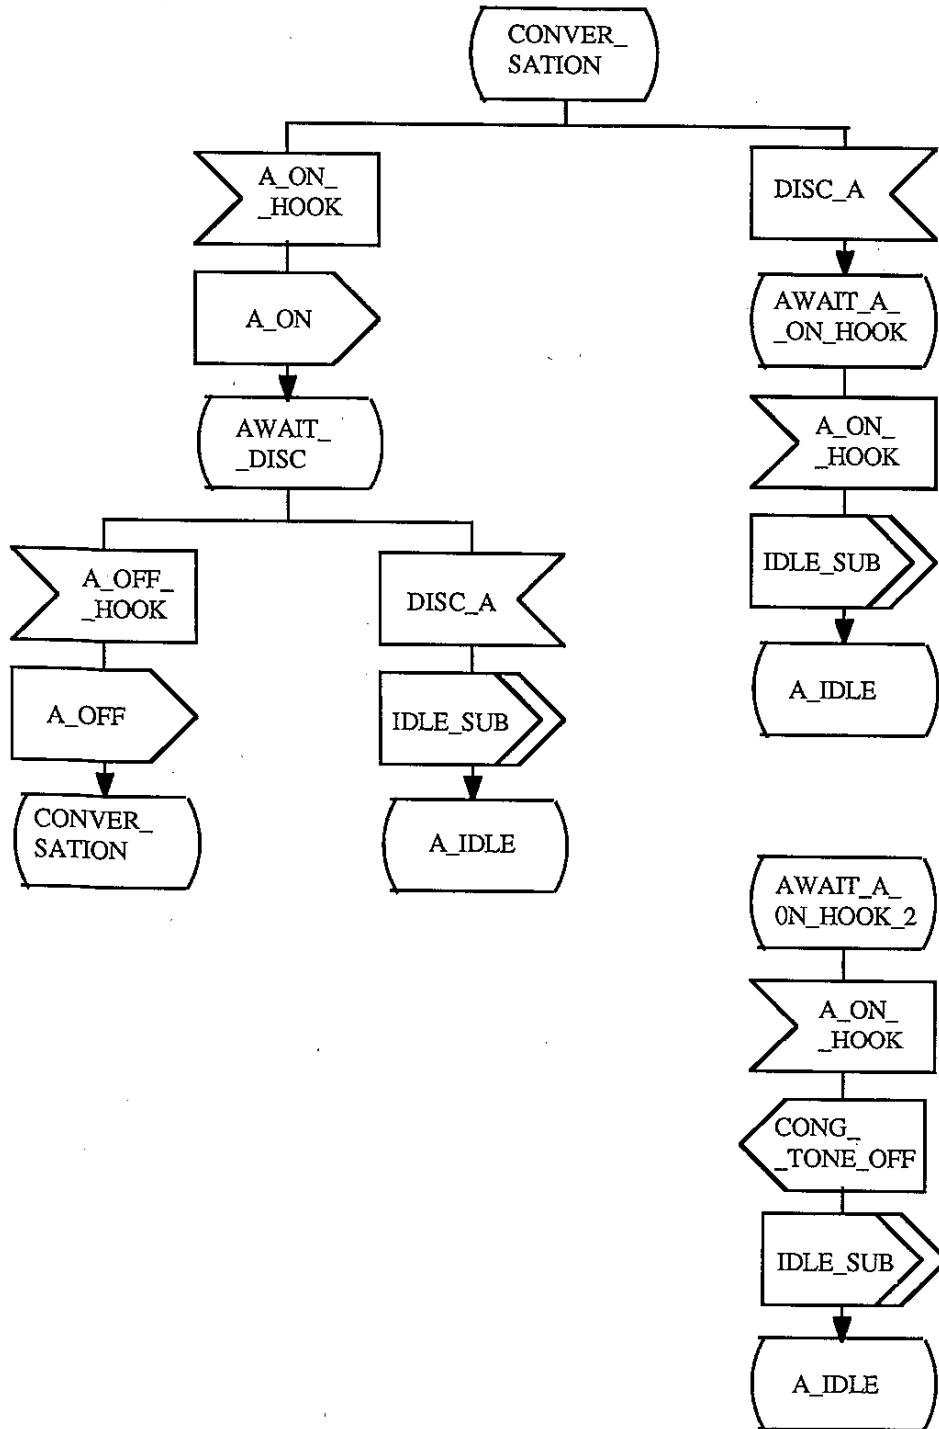 CONVER_
SATION
A_ON_
_HOOK
DISC_A
A_ON
AWAIT_A_
_ON_HOOK
AWAIT_
_DISC
A_ON_
_HOOK
A_OFF_
_HOOK
DISC_A
IDLE_SUB
A_OFF
IDLE_SUB
A_IDLE
CONVER_
SATION
A_IDLE
AWAIT_A_
0N_HOOK_2
A_ON_
_HOOK
CONG_
_TONE_OFF
IDLE_SUB
A_IDLE